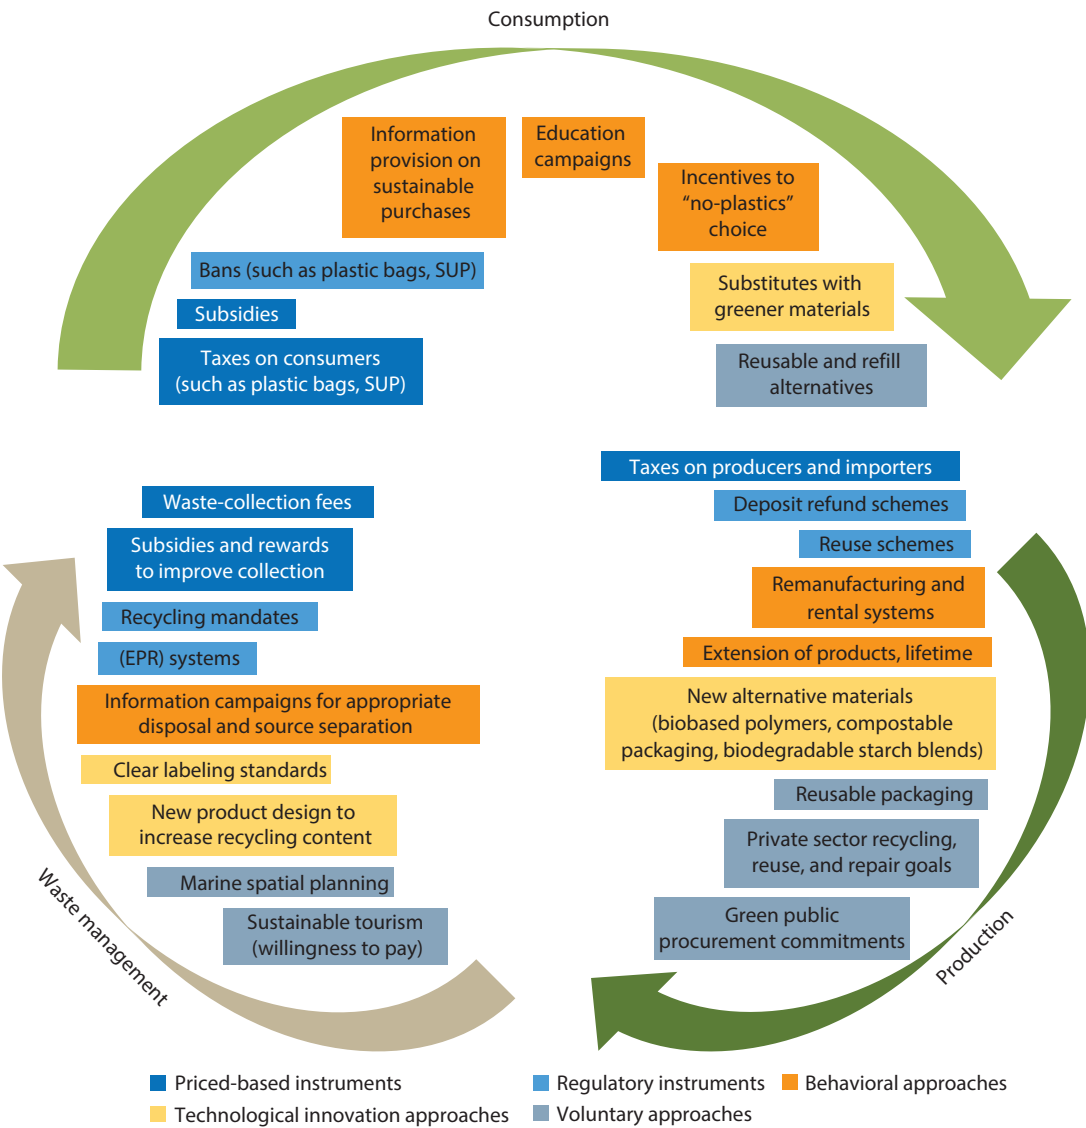 Consumption
Information
provision on
sustainable
purchases
Education
campaigns
Incentives to
“no-plastics”
choice
Bans (such as plastic bags, SUP)
Subsidies
Taxes on consumers
(such as plastic bags, SUP)
Substitutes with
greener materials
Reusable and refill
alternatives
Taxes on producers and importers
Deposit refund schemes
Reuse schemes
Remanufacturing and
rental systems
Extension of products, lifetime
New alternative materials
(biobased polymers, compostable
packaging, biodegradable starch blends)
Reusable packaging
Private sector recycling,
reuse, and repair goals
Green public
procurement commitments
Production
Waste-collection fees
Subsidies and rewards
to improve collection
Recycling mandates
(EPR) systems
Information campaigns for appropriate
disposal and source separation
Clear labeling standards
New product design to
increase recycling content
Marine spatial planning
Sustainable tourism
(willingness to pay)
Waste management
Priced-based instruments
Regulatory instruments
Behavioral approaches
Technological innovation approaches
Voluntary approaches